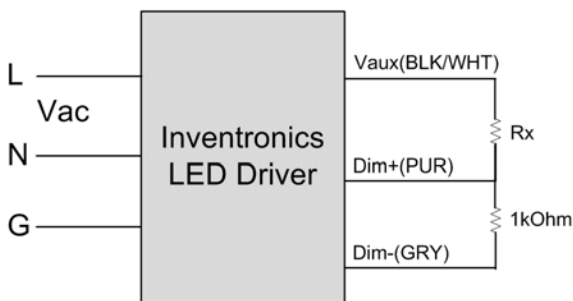 L
Vac
N
G
Inventronics
LED Driver
Vaux(BLK/WHT)
Rx
Dim+(PUR)
1kOhm
Dim-(GRY)